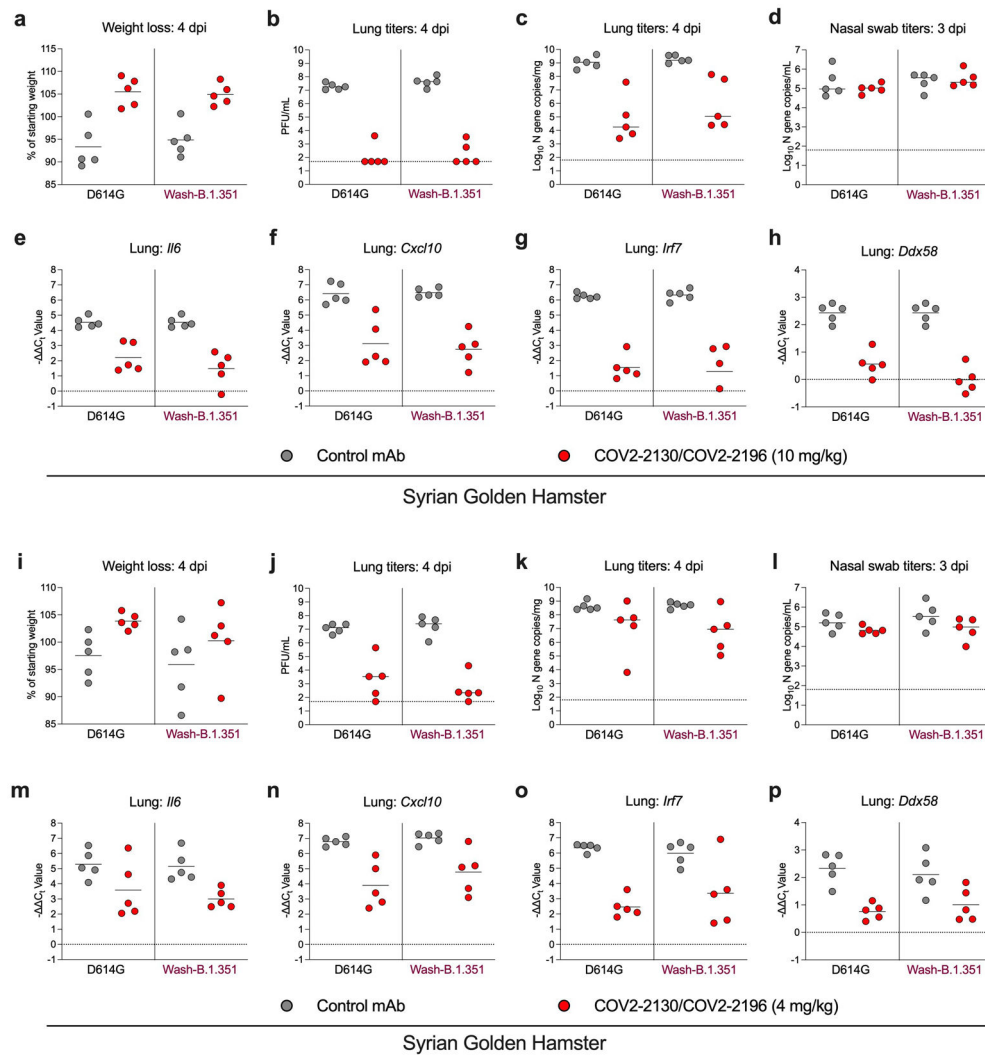 a Weight loss: 4 dpi
% of starting weight
115
110
105
100
95
90
85
D614G Wash-B.1.351
b Lung titers: 4 dpi
PFU/mL
10
9
8
7
6
5
4
3
2
1
0
D614G Wash-B.1.351
c Lung titers: 4 dpi
Log10 N gene copies/mg
10
9
8
7
6
5
4
3
2
1
0
D614G Wash-B.1.351
d Nasal swab titers: 3 dpi
Log10 N gene copies/mL
7
6
5
4
3
2
1
0
D614G Wash-B.1.351
e Lung: Il6
-ΔΔCt Value
8
7
6
5
4
3
2
1
0
-1
D614G Wash-B.1.351
f Lung: Cxcl10
-ΔΔCt Value
8
7
6
5
4
3
2
1
0
-1
D614G Wash-B.1.351
g Lung: Irf7
-ΔΔCt Value
8
7
6
5
4
3
2
1
0
-1
D614G Wash-B.1.351
h Lung: Ddx58
-ΔΔCt Value
4
3
2
1
0
-1
D614G Wash-B.1.351
Control mAb COV2-2130/COV2-2196 (10 mg/kg)
Syrian Golden Hamster
i Weight loss: 4 dpi
% of starting weight
110
105
100
95
90
85
D614G Wash-B.1.351
j Lung titers: 4 dpi
PFU/mL
10
9
8
7
6
5
4
3
2
1
0
D614G Wash-B.1.351
k Lung titers: 4 dpi
Log10 N gene copies/mg
10
9
8
7
6
5
4
3
2
1
0
D614G Wash-B.1.351
l Nasal swab titers: 3 dpi
Log10 N gene copies/mL
10
9
8
7
6
5
4
3
2
1
0
D614G Wash-B.1.351
m Lung: Il6
-ΔΔCt Value
8
7
6
5
4
3
2
1
0
-1
D614G Wash-B.1.351
n Lung: Cxcl10
-ΔΔCt Value
8
7
6
5
4
3
2
1
0
-1
D614G Wash-B.1.351
o Lung: Irf7
-ΔΔCt Value
8
7
6
5
4
3
2
1
0
-1
D614G Wash-B.1.351
p Lung: Ddx58
-ΔΔCt Value
4
3
2
1
0
-1
D614G Wash-B.1.351
Control mAb COV2-2130/COV2-2196 (4 mg/kg)
Syrian Golden Hamster